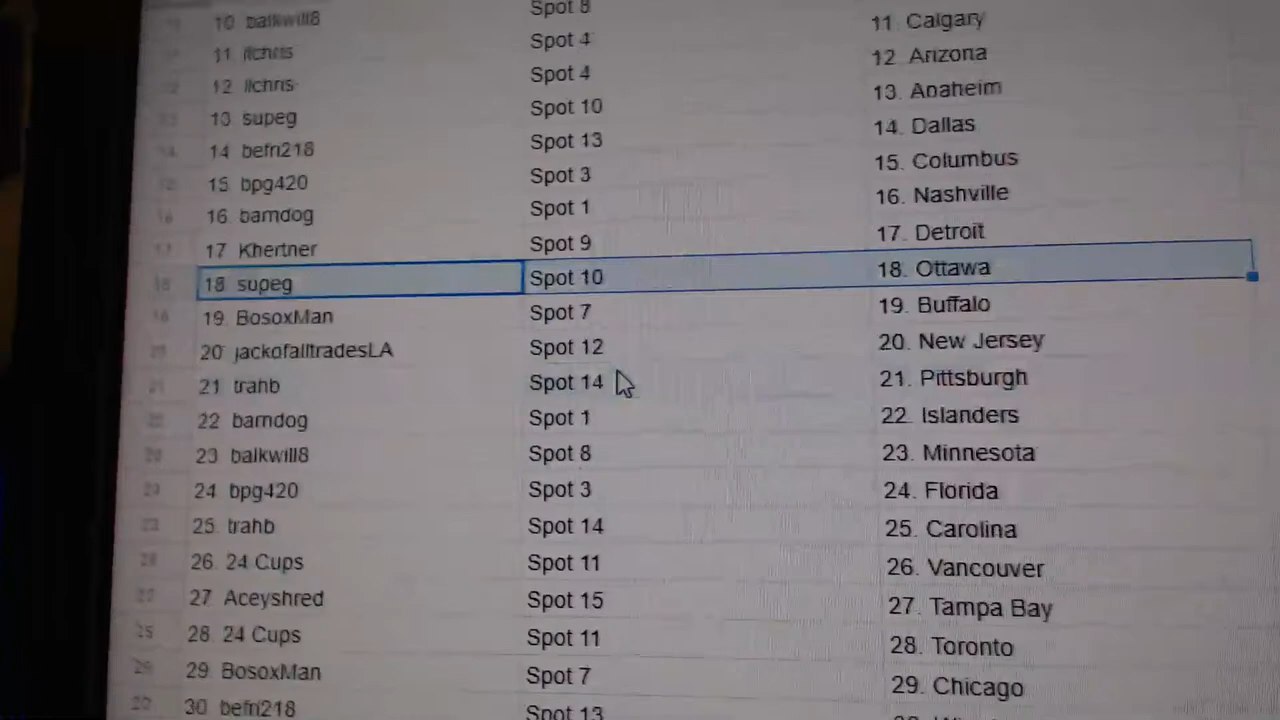 10 balkwill8 Spot 8
11 ilchris Spot 4 11. Calgary
12 ilchris Spot 4 12. Arizona
13 supeg Spot 10 13. Anaheim
14 befri218 Spot 13 14. Dallas
15 bpg420 Spot 3 15. Columbus
16 barndog Spot 1 16. Nashville
17 Khertner Spot 9 17. Detroit
18 supeg Spot 10 18. Ottawa
19. BosoxMan Spot 7 19. Buffalo
20 jackofalltradesLA Spot 12 20. New Jersey
21 trahb Spot 14 21. Pittsburgh
22 barndog Spot 1 22. Islanders
23 balkwill8 Spot 8 23. Minnesota
24 bpg420 Spot 3 24. Florida
25. trahb Spot 14 25. Carolina
26. 24 Cups Spot 11 26. Vancouver
27 Aceyshred Spot 15 27. Tampa Bay
28 24 Cups Spot 11 28. Toronto
29 BosoxMan Spot 7 29. Chicago
30 befri218 Spot 13